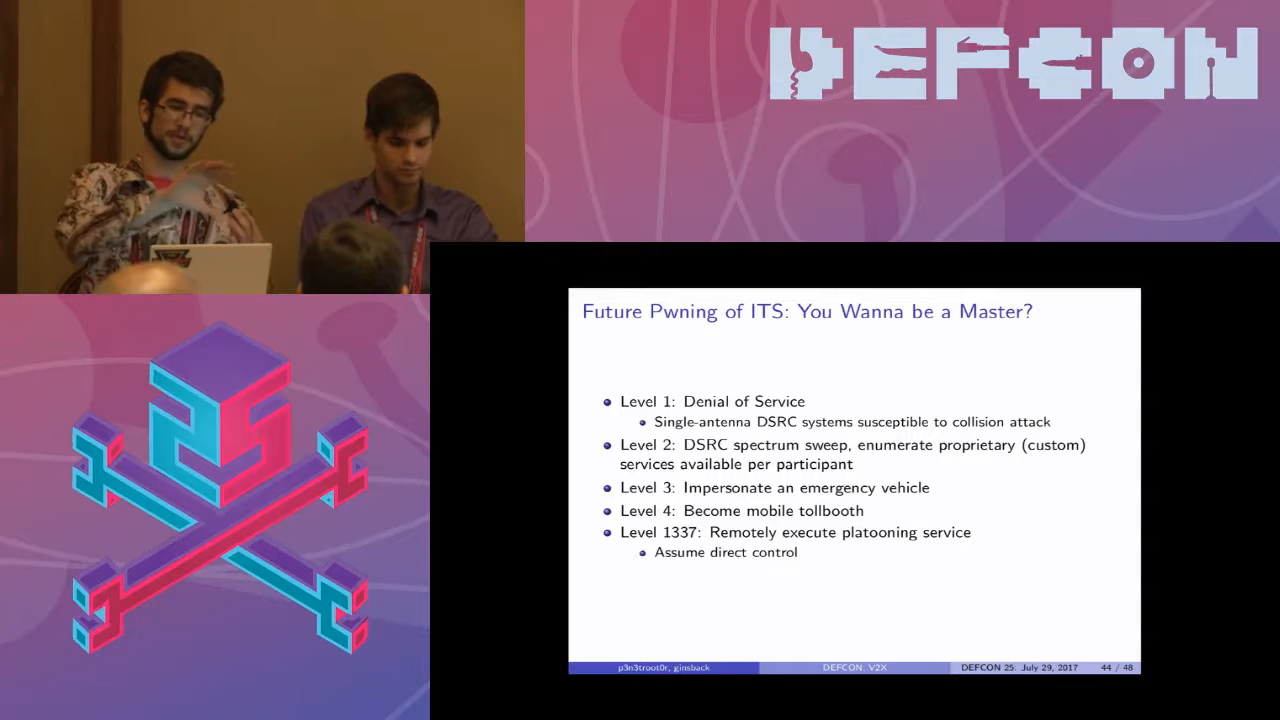 DEFCON
Future Pwning of ITS: You Wanna be a Master?
Level 1: Denial of Service
Single-antenna DSRC systems susceptible to collision attack
Level 2: DSRC spectrum sweep, enumerate proprietary (custom)
services available per participant
Level 3: Impersonate an emergency vehicle
Level 4: Become mobile tollbooth
Level 1337: Remotely execute platooning service
Assume direct control
p3n3troot0r, ginsback
DEFCON: V2X
DEFCON 25: July 29, 2017
44 / 48
25